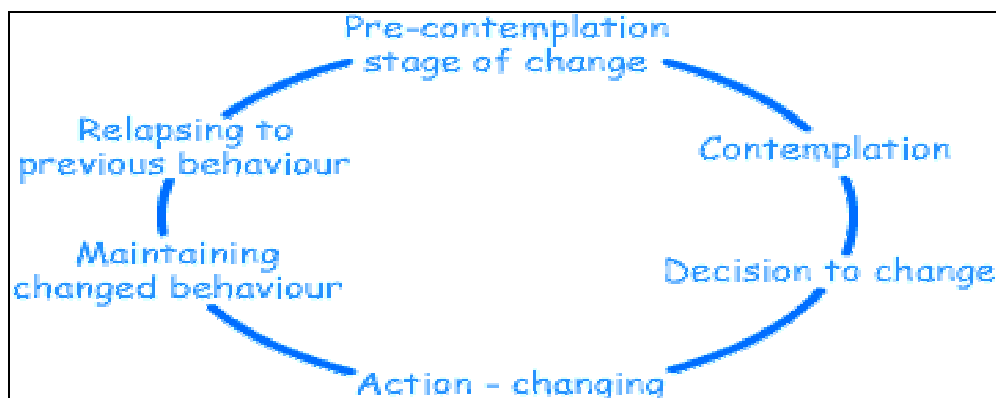 Pre-contemplation
stage of change
Contemplation
Decision to change
Action - changing
Maintaining
changed behaviour
Relapsing to
previous behaviour